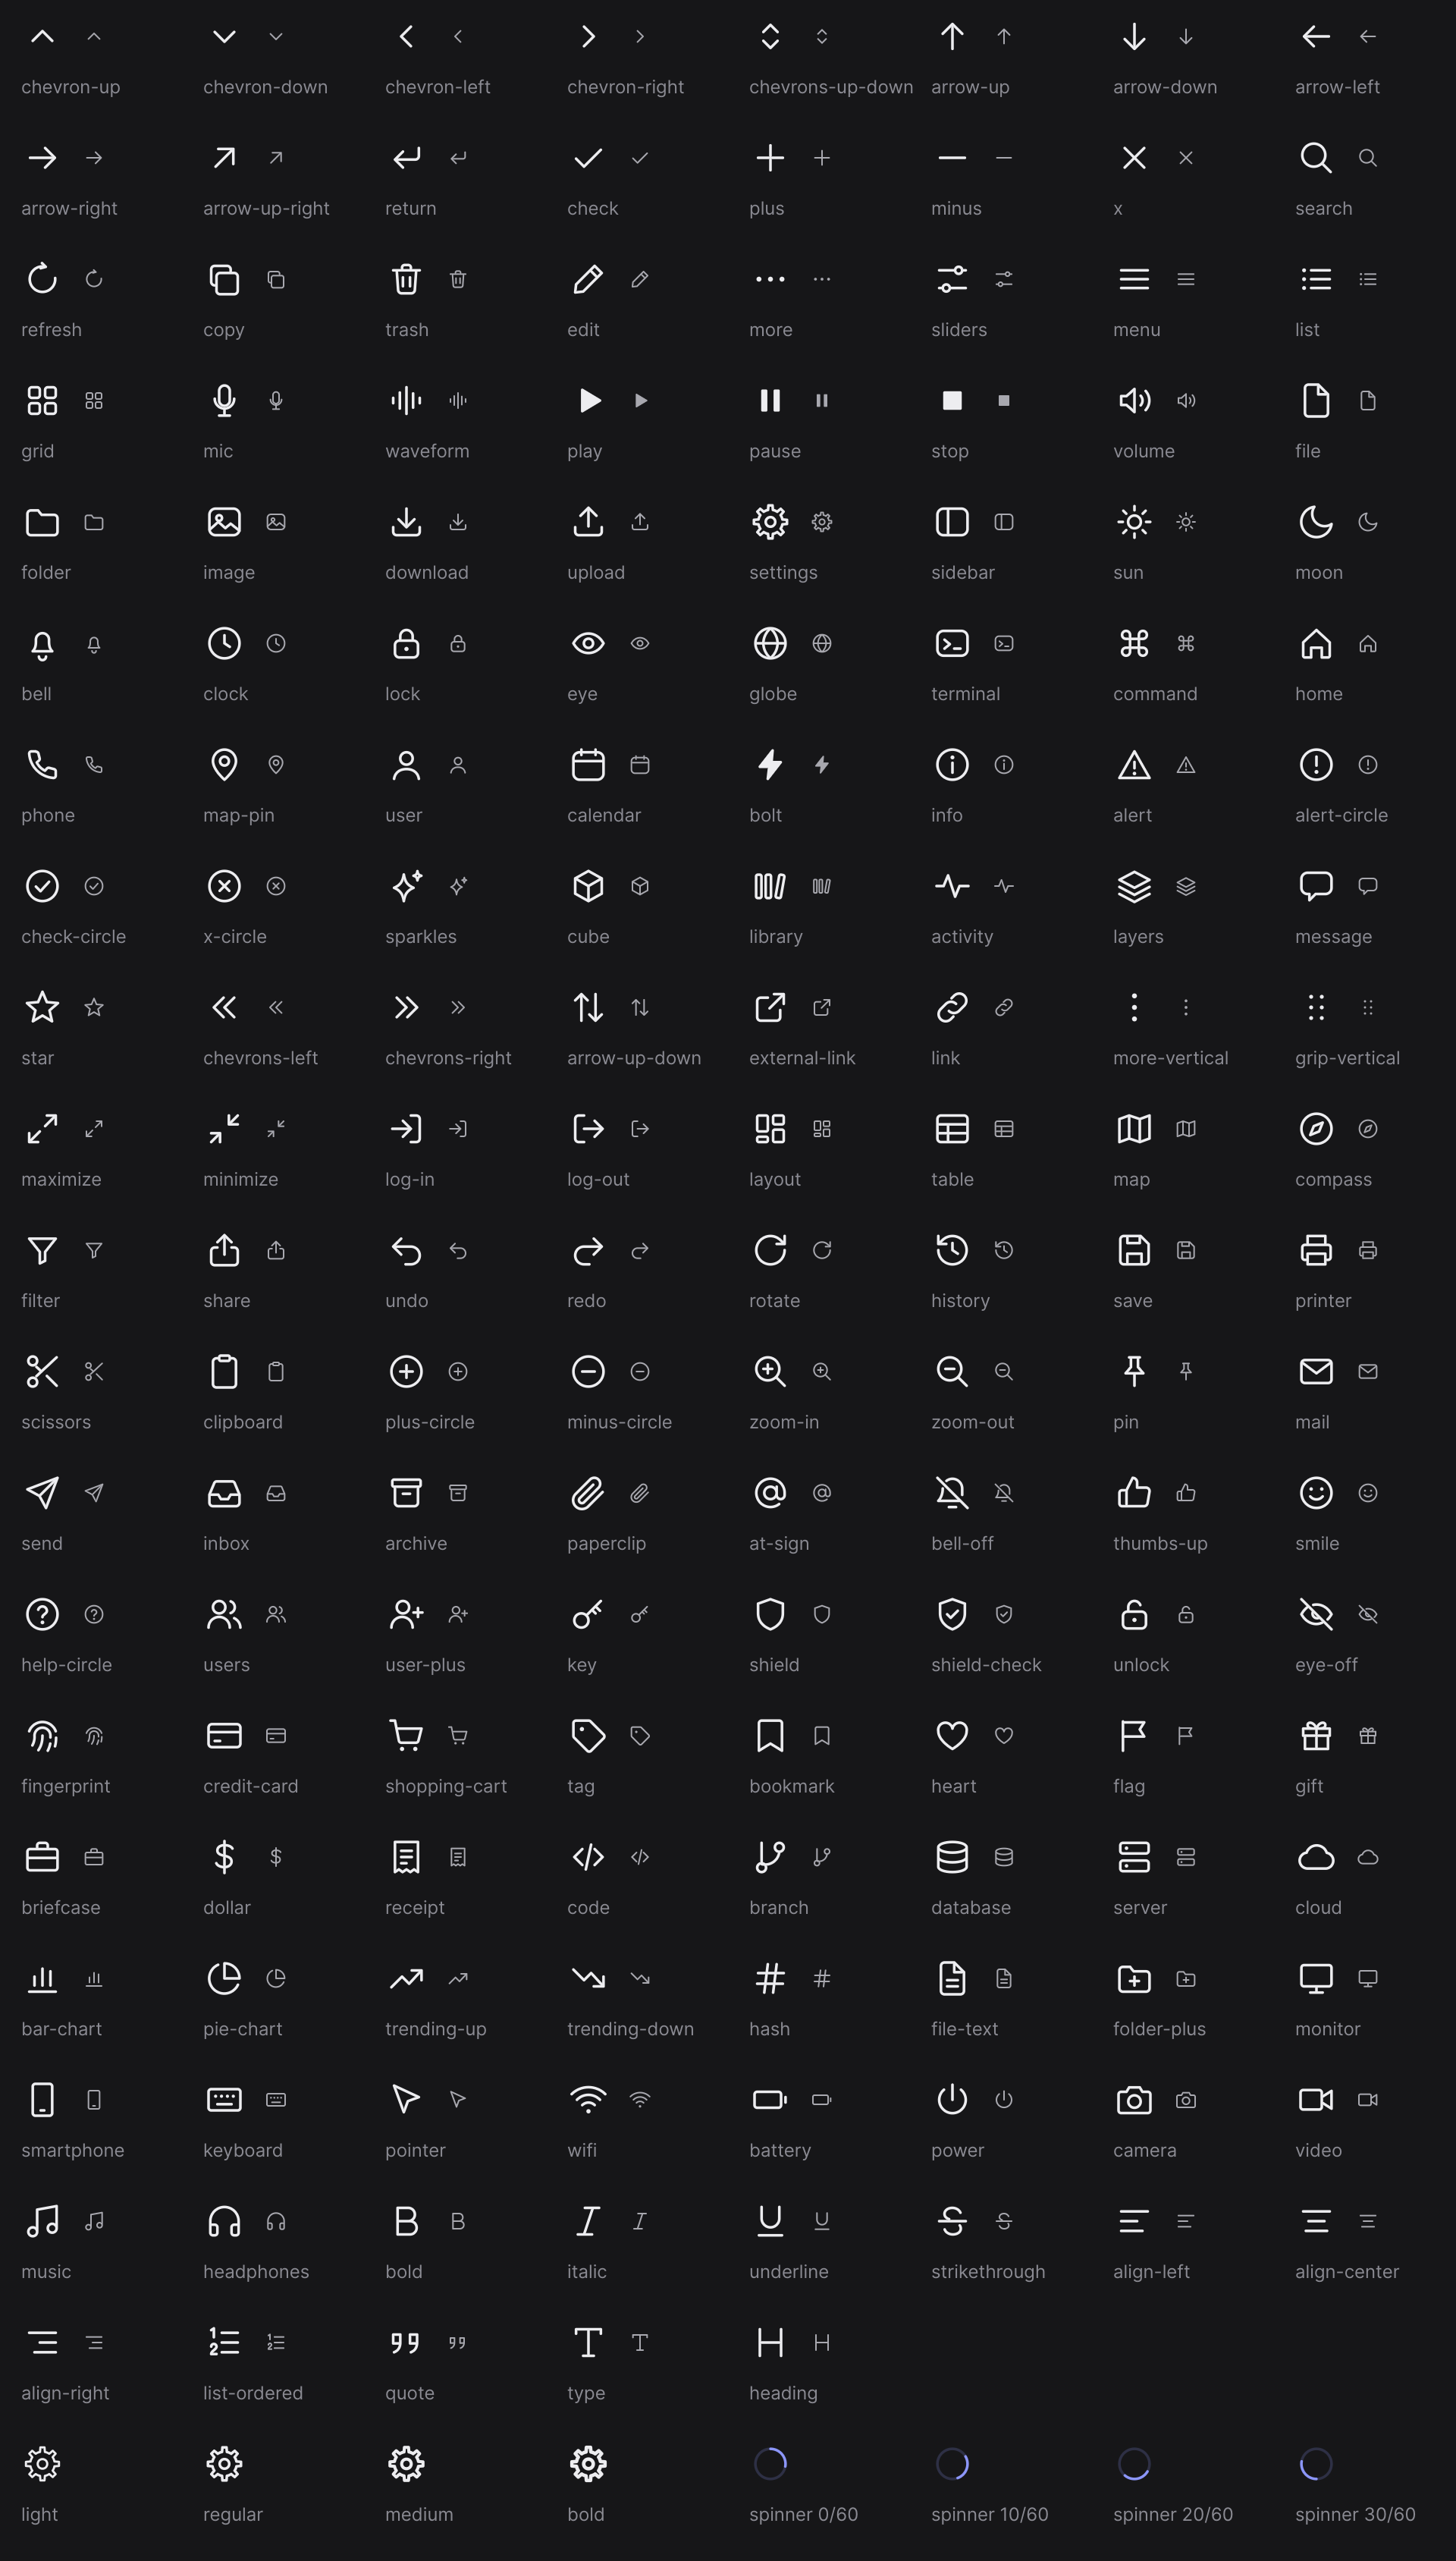 chevron-up chevron-down chevron-left chevron-right chevrons-up-down arrow-up arrow-down arrow-left
arrow-right arrow-up-right return check plus minus x search
refresh copy trash edit more sliders menu list
grid mic waveform play pause stop volume file
folder image download upload settings sidebar sun moon
bell clock lock eye globe terminal command home
phone map-pin user calendar bolt info alert alert-circle
check-circle x-circle sparkles cube library activity layers message
star chevrons-left chevrons-right arrow-up-down external-link link more-vertical grip-vertical
maximize minimize log-in log-out layout table map compass
filter share undo redo rotate history save printer
scissors clipboard plus-circle minus-circle zoom-in zoom-out pin mail
send inbox archive paperclip at-sign bell-off thumbs-up smile
help-circle users user-plus key shield shield-check unlock eye-off
fingerprint credit-card shopping-cart tag bookmark heart flag gift
briefcase dollar receipt code branch database server cloud
bar-chart pie-chart trending-up trending-down hash file-text folder-plus monitor
smartphone keyboard pointer wifi battery power camera video
music headphones bold italic underline strikethrough align-left align-center
align-right list-ordered quote type heading
light regular medium bold spinner 0/60 spinner 10/60 spinner 20/60 spinner 30/60